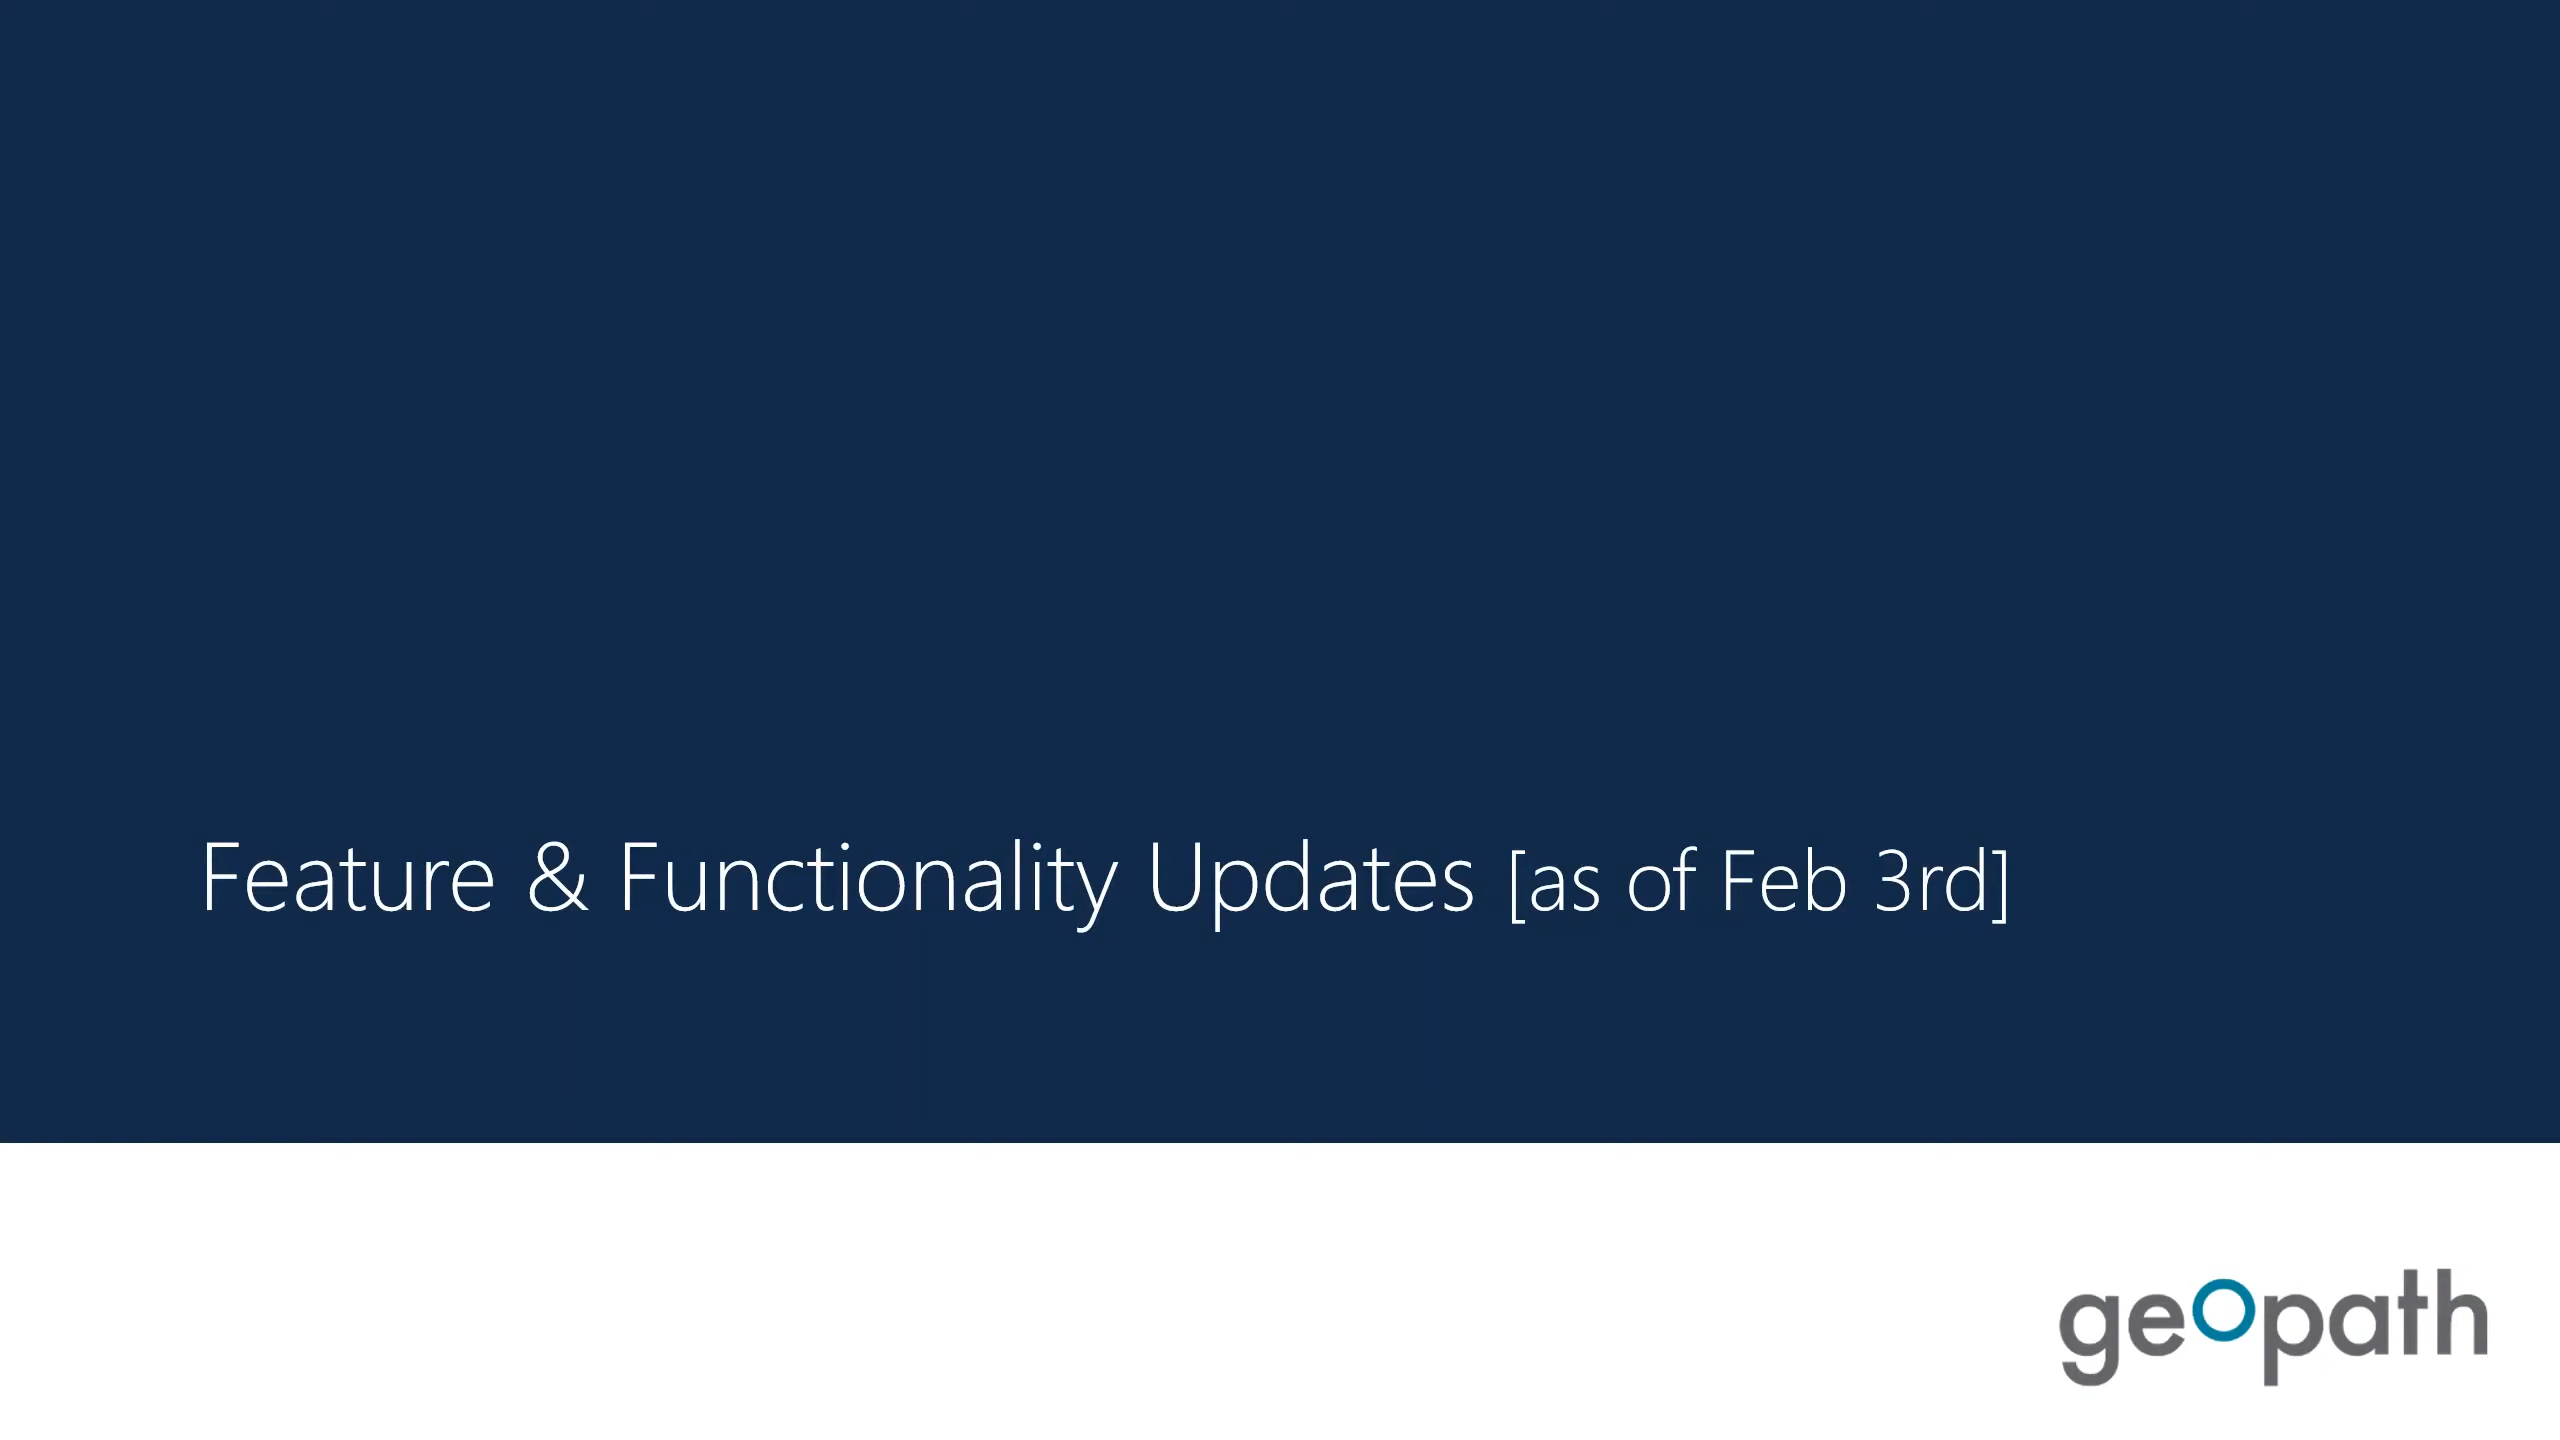 Feature & Functionality Updates [as of Feb 3rd]
geopath